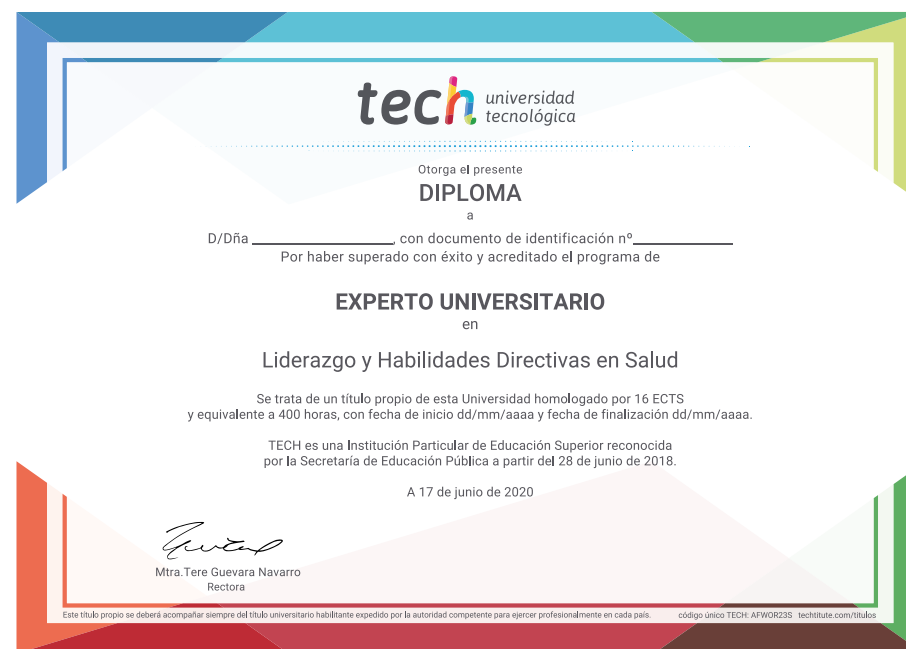 tech universidad
tecnológica
Otorga el presente
DIPLOMA
a
D/Dña ____________________, con documento de identificación nº______________
Por haber superado con éxito y acreditado el programa de
EXPERTO UNIVERSITARIO
en
Liderazgo y Habilidades Directivas en Salud
Se trata de un título propio de esta Universidad homologado por 16 ECTS
y equivalente a 400 horas, con fecha de inicio dd/mm/aaaa y fecha de finalización dd/mm/aaaa.
TECH es una Institución Particular de Educación Superior reconocida
por la Secretaría de Educación Pública a partir del 28 de junio de 2018.
A 17 de junio de 2020
Mtra.Tere Guevara Navarro
Rectora
Este título propio se deberá acompañar siempre del título universitario habilitante expedido por la autoridad competente para ejercer profesionalmente en cada país. código único TECH: AFWOR23S techtitute.com/titulos